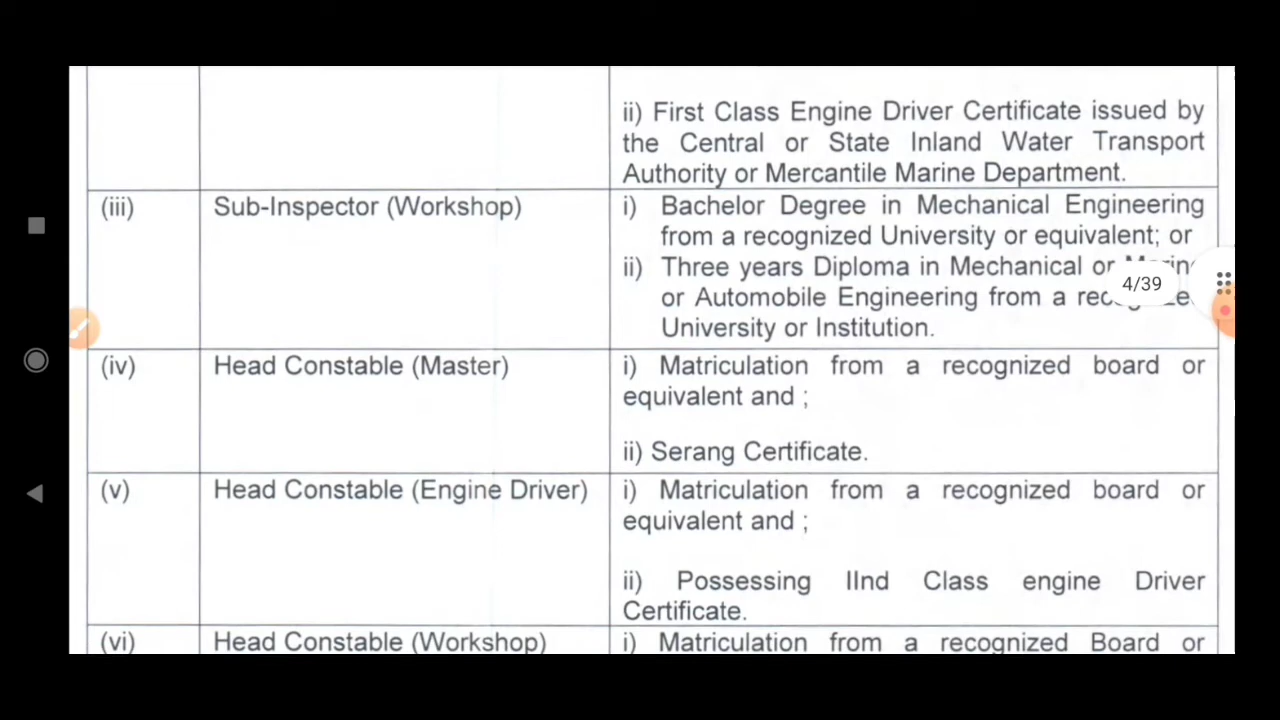 ii) First Class Engine Driver Certificate issued by
the Central or State Inland Water Transport
Authority or Mercantile Marine Department.
(iii) Sub-Inspector (Workshop) i) Bachelor Degree in Mechanical Engineering
from a recognized University or equivalent; or
ii) Three years Diploma in Mechanical or
4/39
or Automobile Engineering from a
University or Institution.
(iv) Head Constable (Master) i) Matriculation from a recognized board or
equivalent and ;
ii) Serang Certificate.
(v) Head Constable (Engine Driver) i) Matriculation from a recognized board or
equivalent and ;
ii) Possessing IInd Class engine Driver
Certificate.
(vi) Head Constable (Workshop) i) Matriculation from a recognized Board or